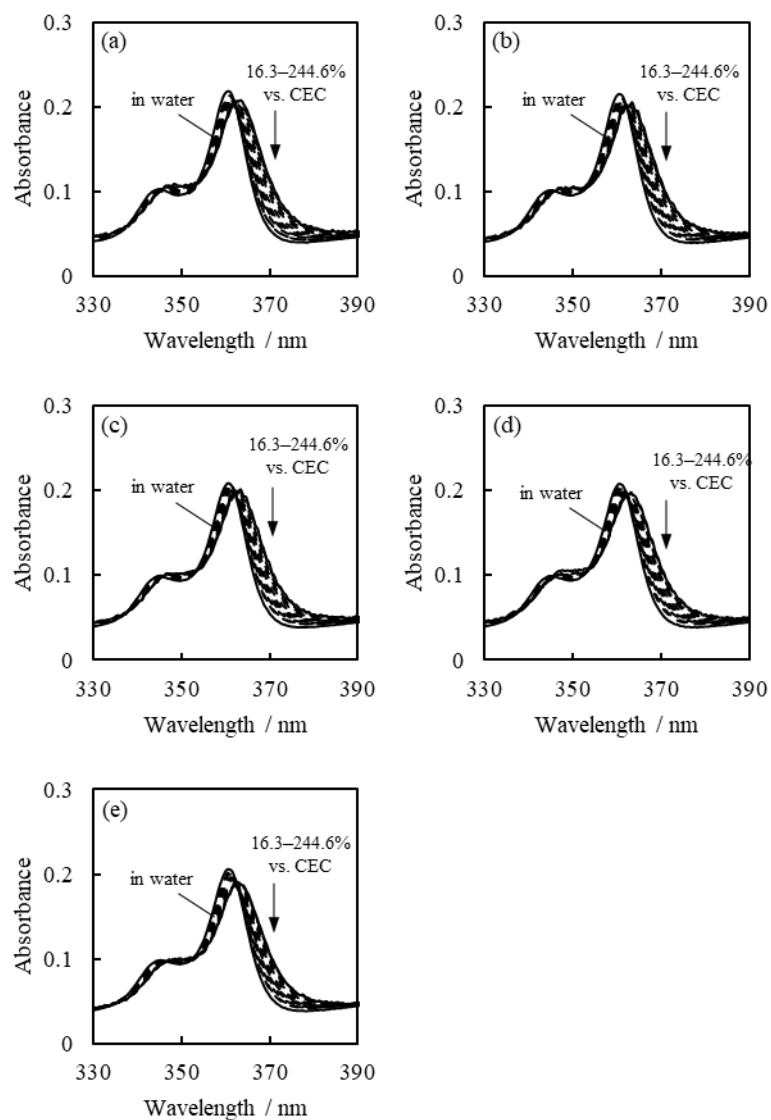 (a)
16.3–244.6%
vs. CEC
in water
Absorbance
0.3
0.2
0.1
0
330 350 370 390
Wavelength / nm
(b)
16.3–244.6%
vs. CEC
in water
Absorbance
0.3
0.2
0.1
0
330 350 370 390
Wavelength / nm
(c)
16.3–244.6%
vs. CEC
in water
Absorbance
0.3
0.2
0.1
0
330 350 370 390
Wavelength / nm
(d)
16.3–244.6%
vs. CEC
in water
Absorbance
0.3
0.2
0.1
0
330 350 370 390
Wavelength / nm
(e)
16.3–244.6%
vs. CEC
in water
Absorbance
0.3
0.2
0.1
0
330 350 370 390
Wavelength / nm